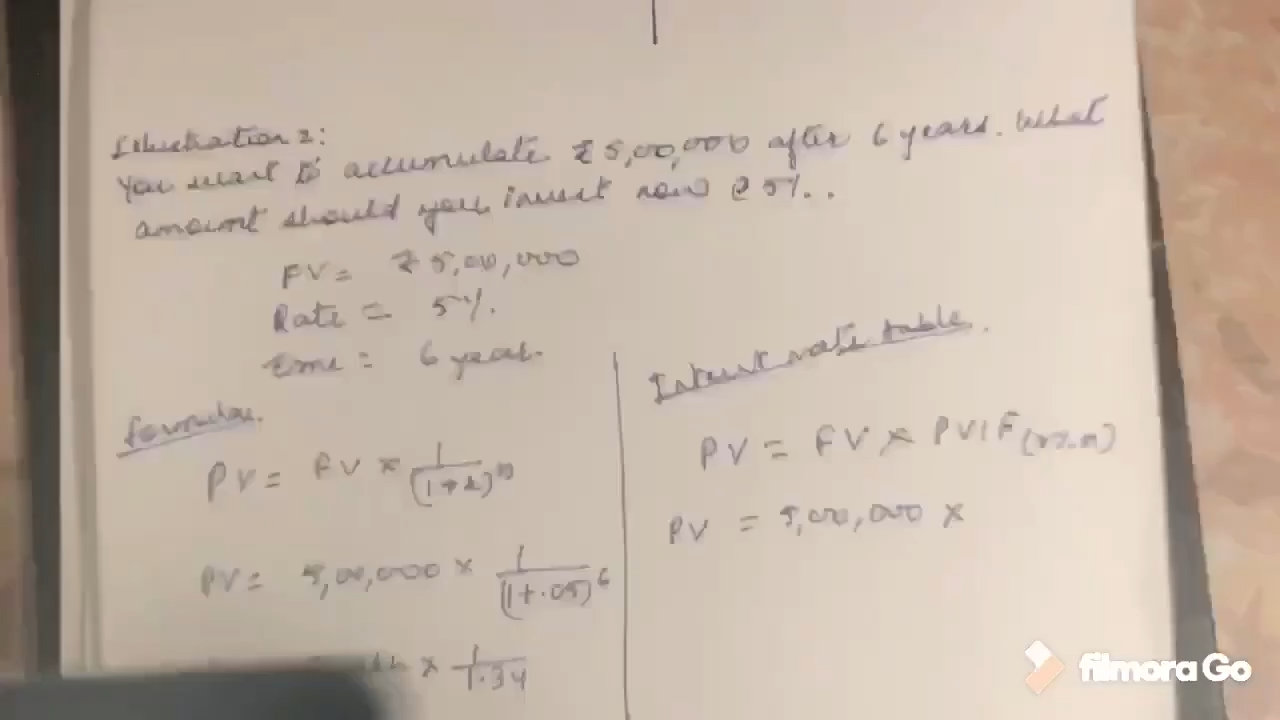 Illustration 2:
You want to accumulate ₹ 5,00,000 after 6 years. What
amount should you invest now @ 5%..
FV = ₹ 5,00,000
Rate = 5%.
Time = 6 years.
formulae.
PV = FV × 1/(1+r)^n
PV = 5,00,000 × 1/(1+.05)^6
× 1/1.34
Interest rate table.
PV = FV × PVIF (r%.n)
PV = 5,00,000 ×
filmora Go